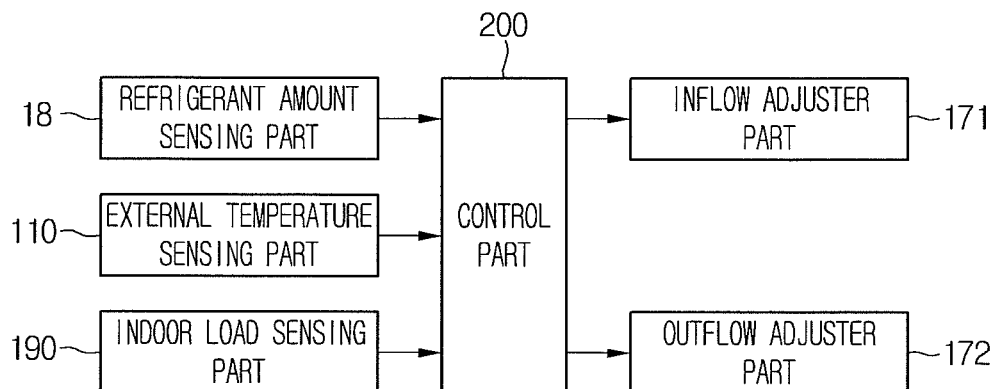 200
18
REFRIGERANT AMOUNT
SENSING PART
110
EXTERNAL TEMPERATURE
SENSING PART
190
INDOOR LOAD SENSING
PART
CONTROL
PART
INFLOW ADJUSTER
PART
171
OUTFLOW ADJUSTER
PART
172